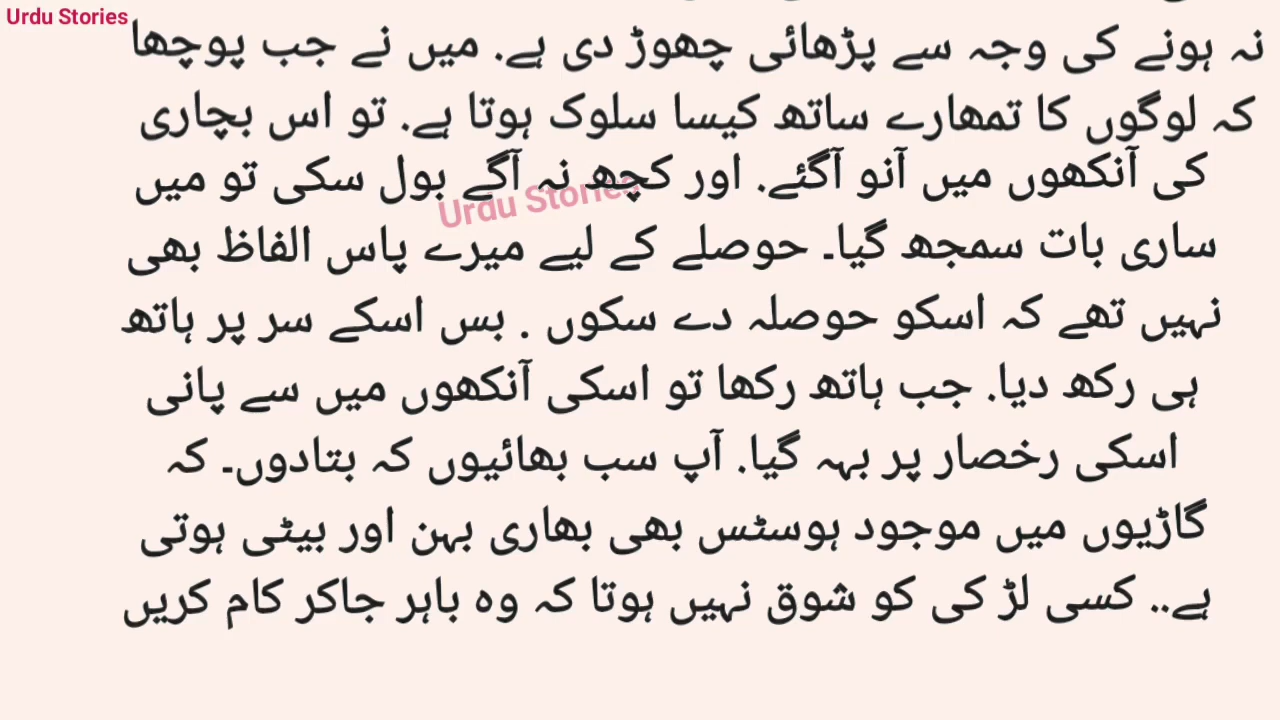 Urdu Stories
نہ ہونے کی وجہ سے پڑھائی چھوڑ دی ہے. میں نے جب پوچھا
کہ لوگوں کا تمھارے ساتھ کیسا سلوک ہوتا ہے. تو اس بچاری
کی آنکھوں میں آنو آگئے. اور کچھ نہ آگے بول سکی تو میں
Urdu Stories
ساری بات سمجھ گیا۔ حوصلے کے لیے میرے پاس الفاظ بھی
نہیں تھے کہ اسکو حوصلہ دے سکوں . بس اسکے سر پر ہاتھ
ہی رکھ دیا. جب ہاتھ رکھا تو اسکی آنکھوں میں سے پانی
اسکی رخصار پر بہہ گیا. آپ سب بھائیوں کہ بتادوں۔ کہ
گاڑیوں میں موجود ہوسٹس بھی بھاری بہن اور بیٹی ہوتی
ہے.. کسی لڑ کی کو شوق نہیں ہوتا کہ وہ باہر جاکر کام کریں